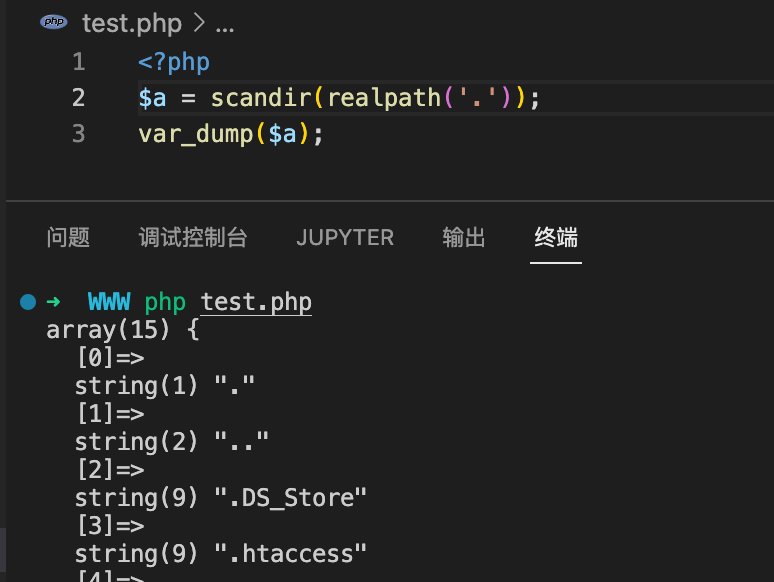 php test.php > ...
1 <?php
2 $a = scandir(realpath('.'));
3 var_dump($a);
问题 调试控制台 JUPYTER 输出 终端
➜ WWW php test.php
array(15) {
[0]=>
string(1) "."
[1]=>
string(2) ".."
[2]=>
string(9) ".DS_Store"
[3]=>
string(9) ".htaccess"
[4]=>